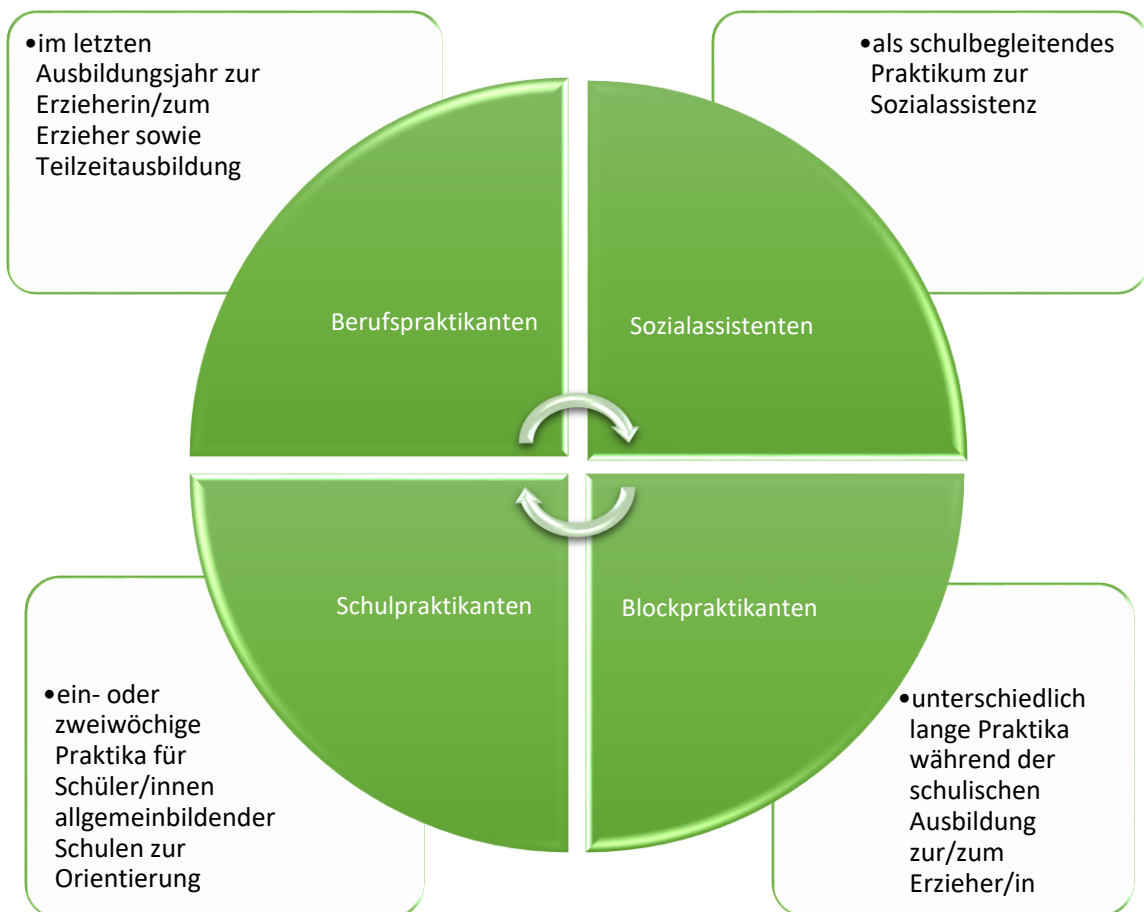 •im letzten
Ausbildungsjahr zur
Erzieherin/zum
Erzieher sowie
Teilzeitausbildung
•als schulbegleitendes
Praktikum zur
Sozialassistenz
Berufspraktikanten
Sozialassistenten
Schulpraktikanten
Blockpraktikanten
•ein- oder
zweiwöchige
Praktika für
Schüler/innen
allgemeinbildender
Schulen zur
Orientierung
•unterschiedlich
lange Praktika
während der
schulischen
Ausbildung
zur/zum
Erzieher/in